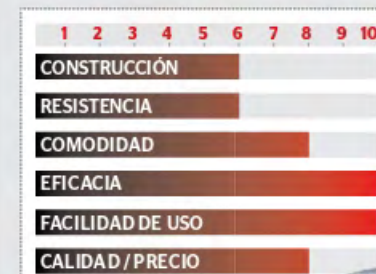 1 2 3 4 5 6 7 8 9 10
CONSTRUCCIÓN
RESISTENCIA
COMODIDAD
EFICACIA
FACILIDAD DE USO
CALIDAD / PRECIO